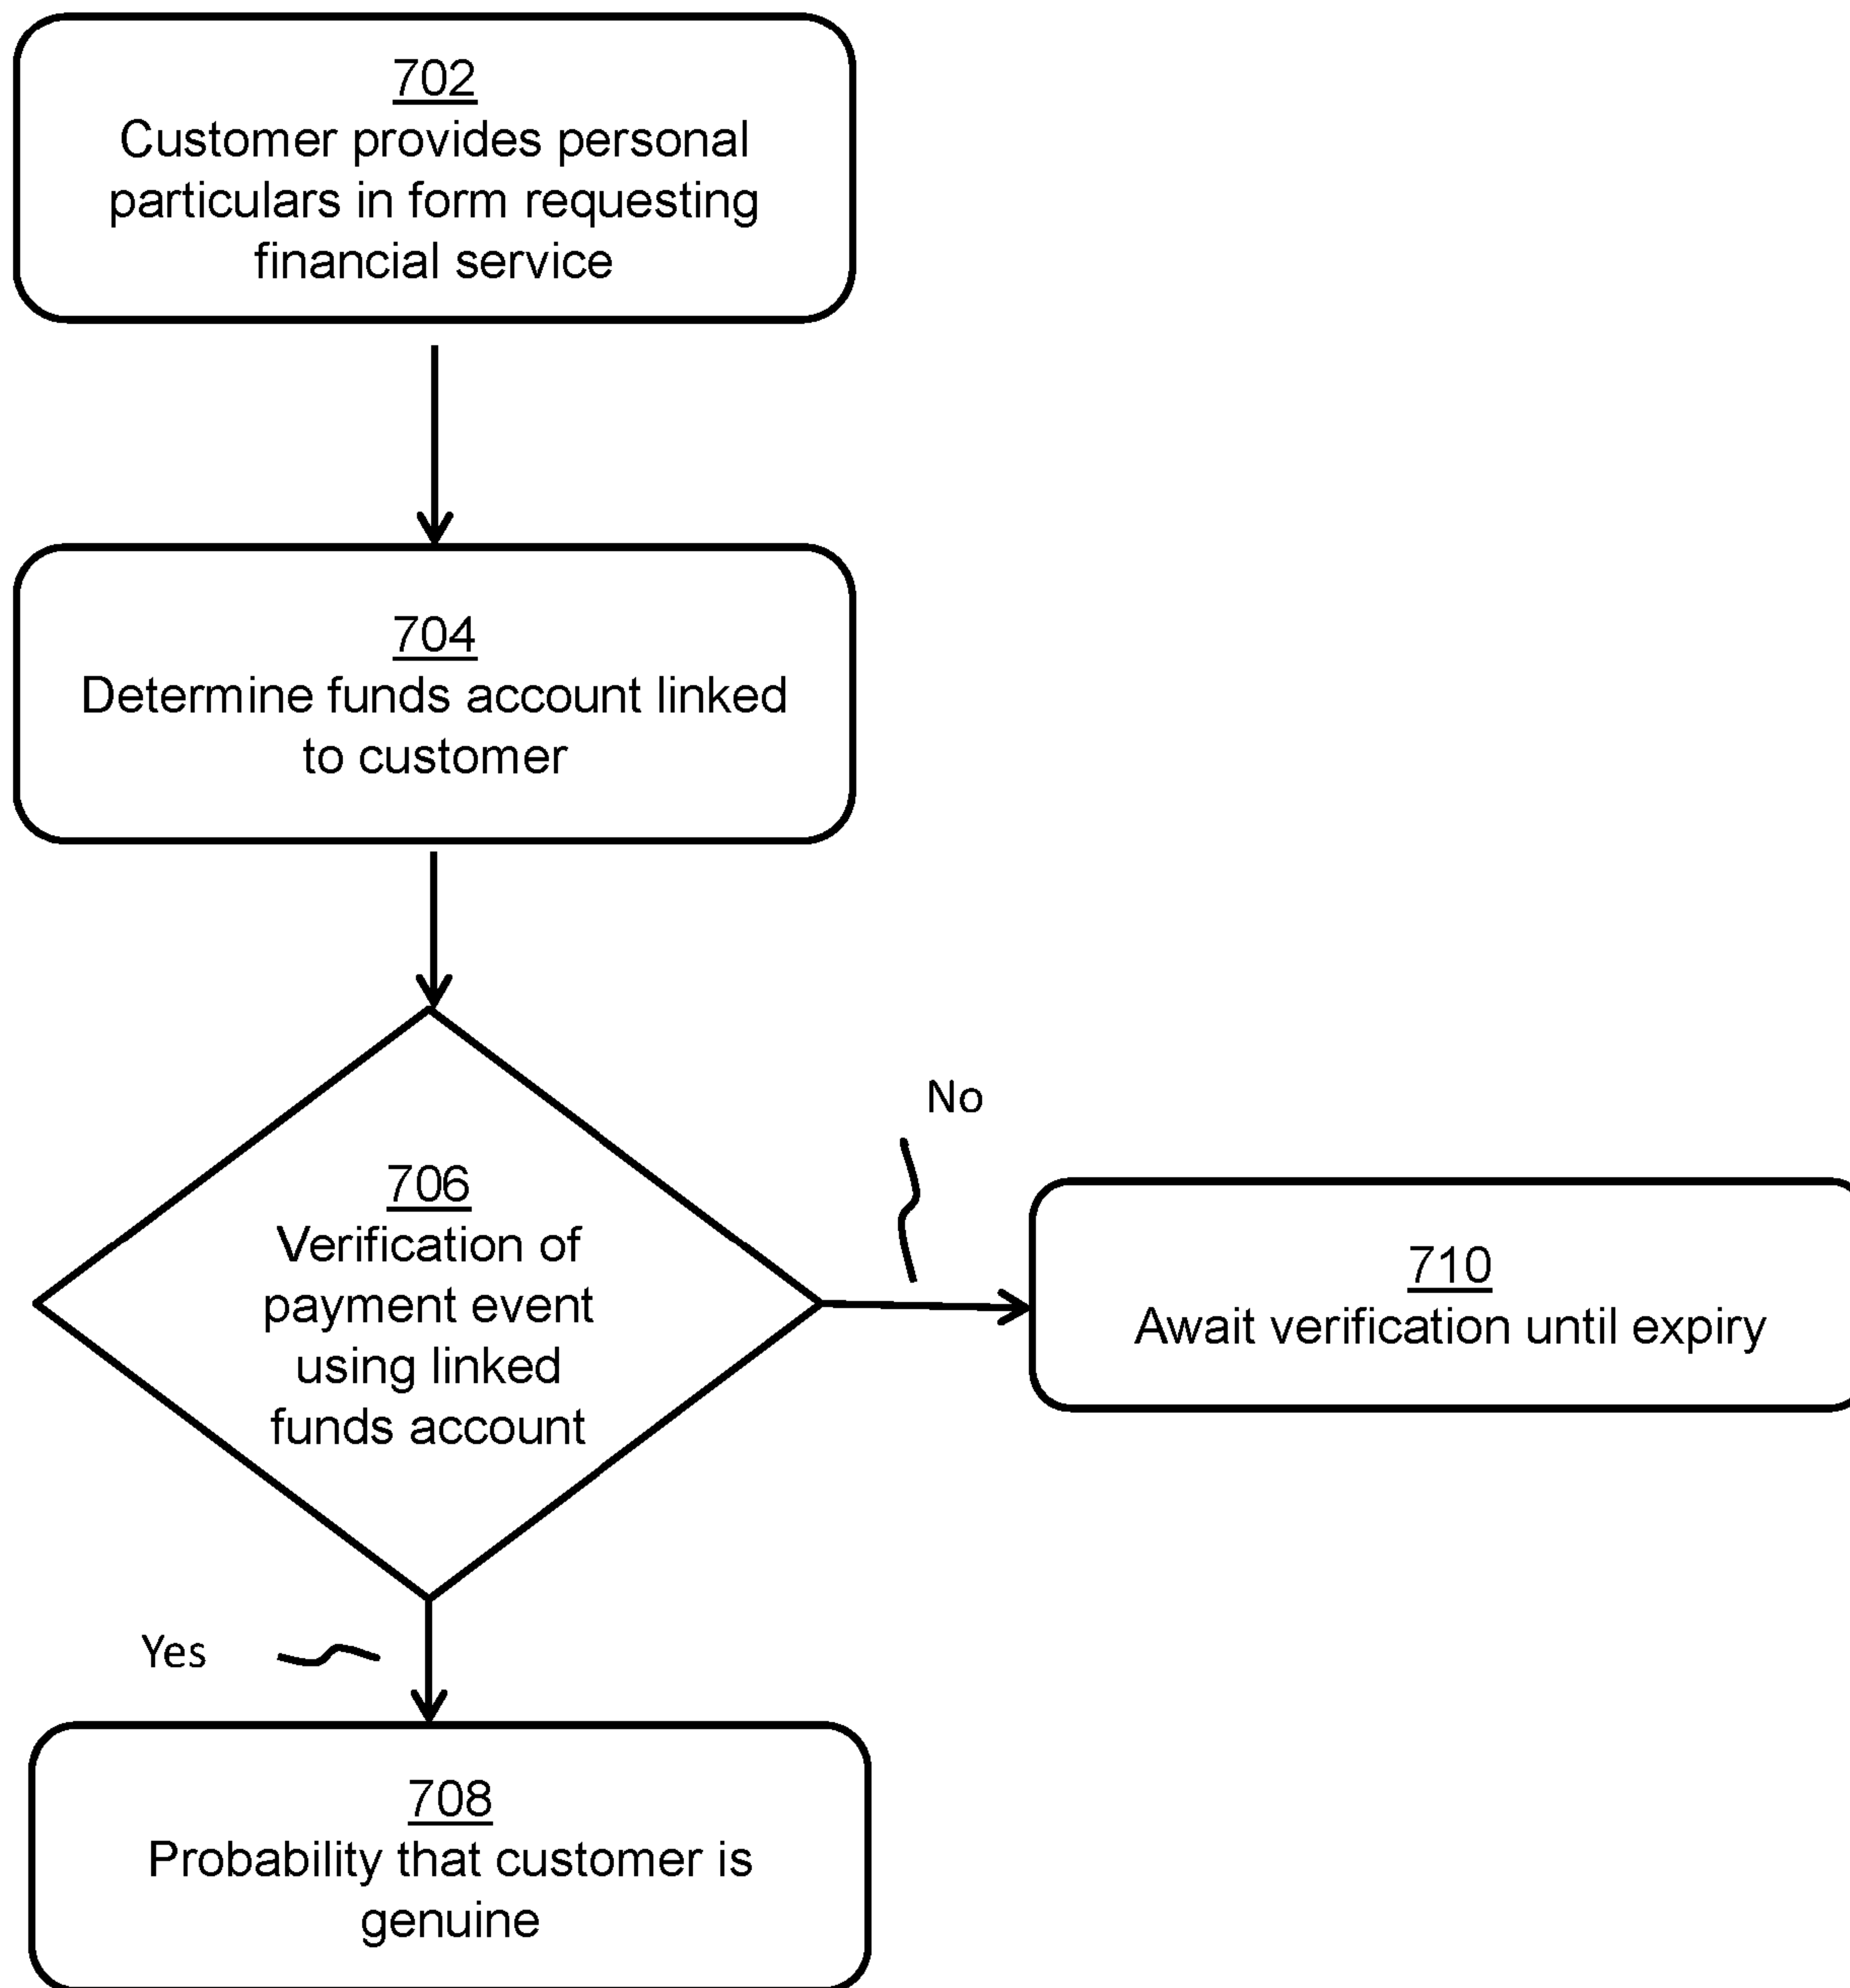 702
Customer provides personal
particulars in form requesting
financial service
704
Determine funds account linked
to customer
No
706
Verification of
payment event
using linked
funds account
710
Await verification until expiry
Yes
708
Probability that customer is
genuine